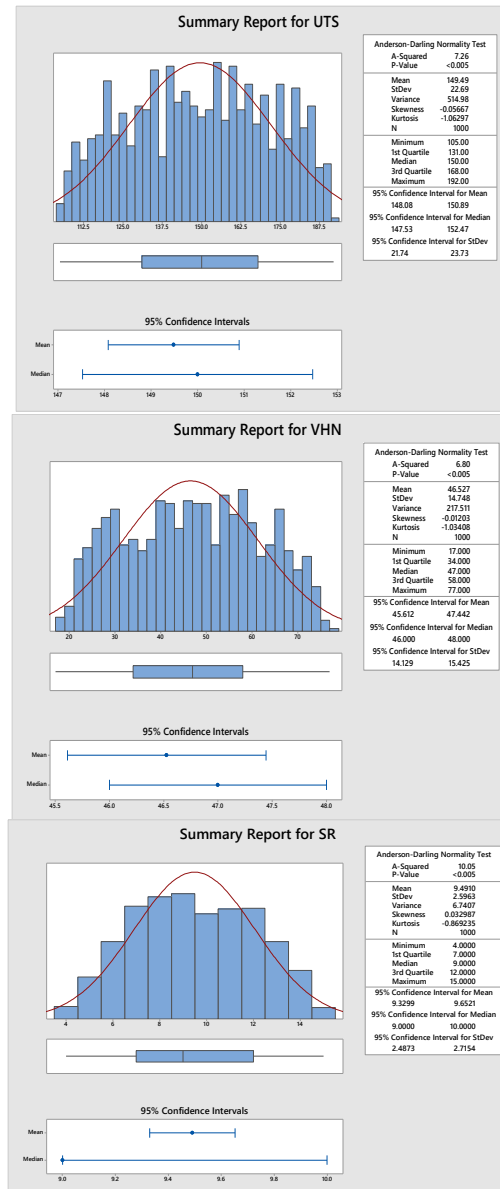 Summary Report for UTS
Anderson-Darling Normality Test
A-Squared 7.26
P-Value <0.005
Mean 149.49
StDev 22.69
Variance 514.98
Skewness -0.05667
Kurtosis -1.06297
N 1000
Minimum 105.00
1st Quartile 131.00
Median 150.00
3rd Quartile 168.00
Maximum 192.00
95% Confidence Interval for Mean
148.08 150.89
95% Confidence Interval for Median
147.53 152.47
95% Confidence Interval for StDev
21.74 23.73
112.5 125.0 137.5 150.0 162.5 175.0 187.5
95% Confidence Intervals
Mean
Median
147 148 149 150 151 152 153
Summary Report for VHN
Anderson-Darling Normality Test
A-Squared 6.80
P-Value <0.005
Mean 46.527
StDev 14.748
Variance 217.511
Skewness -0.01203
Kurtosis -1.03408
N 1000
Minimum 17.000
1st Quartile 34.000
Median 47.000
3rd Quartile 58.000
Maximum 77.000
95% Confidence Interval for Mean
45.612 47.442
95% Confidence Interval for Median
46.000 48.000
95% Confidence Interval for StDev
14.129 15.425
20 30 40 50 60 70
95% Confidence Intervals
Mean
Median
45.5 46.0 46.5 47.0 47.5 48.0
Summary Report for SR
Anderson-Darling Normality Test
A-Squared 10.05
P-Value <0.005
Mean 9.4910
StDev 2.5963
Variance 6.7407
Skewness 0.032987
Kurtosis -0.869235
N 1000
Minimum 4.0000
1st Quartile 7.0000
Median 9.0000
3rd Quartile 12.0000
Maximum 15.0000
95% Confidence Interval for Mean
9.3299 9.6521
95% Confidence Interval for Median
9.0000 10.0000
95% Confidence Interval for StDev
2.4873 2.7154
4 6 8 10 12 14
95% Confidence Intervals
Mean
Median
9.0 9.2 9.4 9.6 9.8 10.0